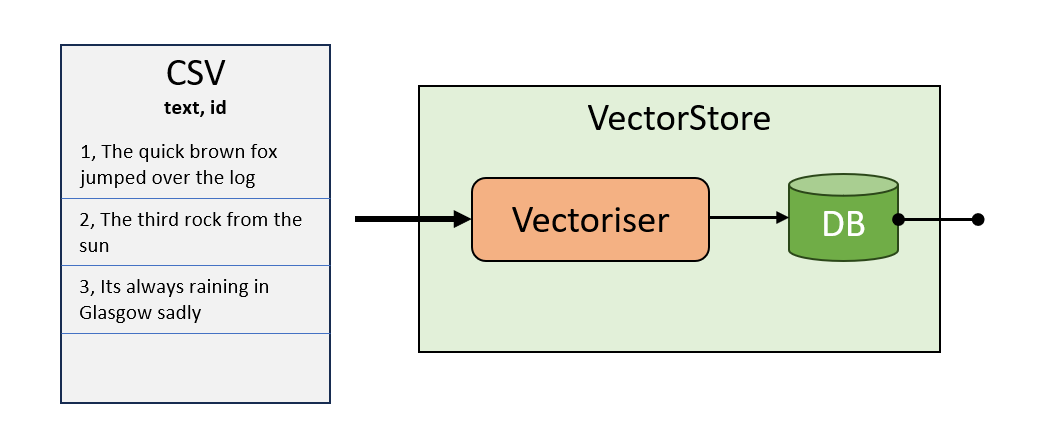 CSV
text, id
1, The quick brown fox
jumped over the log
2, The third rock from the
sun
3, Its always raining in
Glasgow sadly
VectorStore
Vectoriser
DB